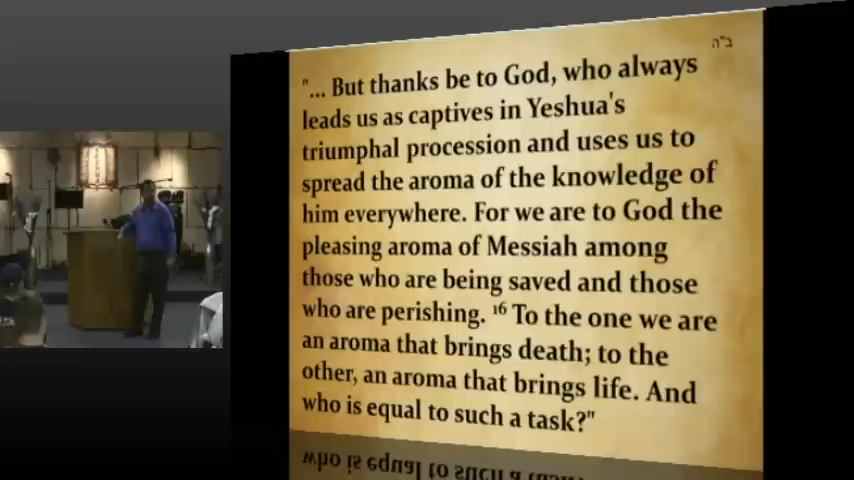 ב"ה
"... But thanks be to God, who always
leads us as captives in Yeshua's
triumphal procession and uses us to
spread the aroma of the knowledge of
him everywhere. For we are to God the
pleasing aroma of Messiah among
those who are being saved and those
who are perishing. ¹⁶ To the one we are
an aroma that brings death; to the
other, an aroma that brings life. And
who is equal to such a task?"